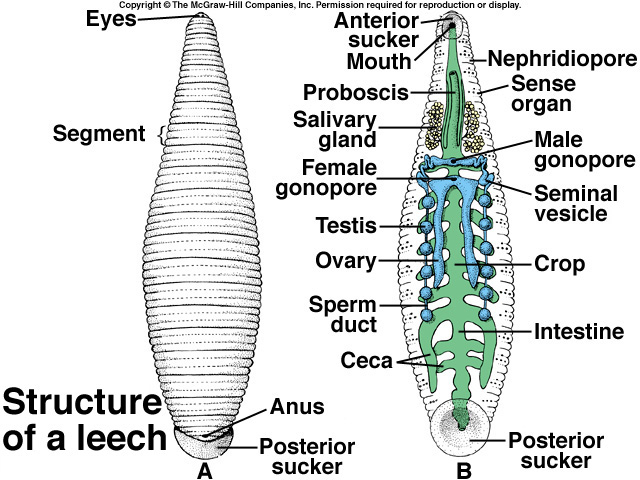 Copyright © The McGraw-Hill Companies, Inc. Permission required for reproduction or display.
Eyes
Segment
Anus
Posterior
sucker
A
Structure
of a leech
Anterior
sucker
Mouth
Proboscis
Salivary
gland
Female
gonopore
Testis
Ovary
Sperm
duct
Ceca
Nephridiopore
Sense
organ
Male
gonopore
Seminal
vesicle
Crop
Intestine
Posterior
sucker
B